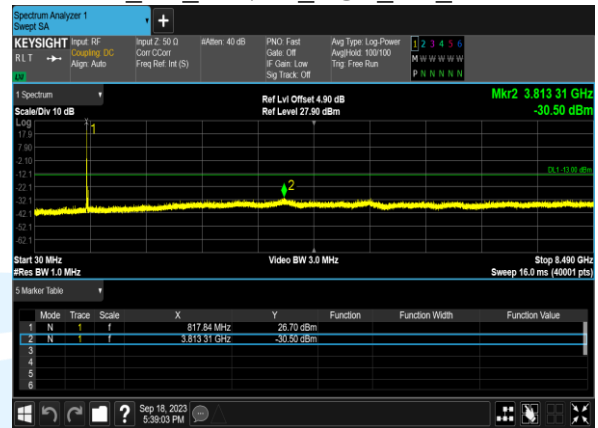 Spectrum Analyzer 1
Swept SA
KEYSIGHT Input: RF Input Z: 50 Ω #Atten: 40 dB PNO: Fast Avg Type: Log-Power 1 2 3 4 5 6
RLT Coupling: DC Corr CCorr Gate: Off Avg|Hold: 100/100 M W W W W W
Align: Auto Freq Ref: Int (S) IF Gain: Low Trig: Free Run
Sig Track: Off P N N N N N
1 Spectrum Ref Lvl Offset 4.90 dB Mkr2 3.813 31 GHz
Scale/Div 10 dB Ref Level 27.90 dBm -30.50 dBm
Log
17.9
7.90
-2.10
-12.1
-22.1
-32.1
-42.1
-52.1
-62.1
1
2
DL1 -13.00 dBm
Start 30 MHz Video BW 3.0 MHz Stop 8.490 GHz
#Res BW 1.0 MHz Sweep 16.0 ms (40001 pts)
5 Marker Table
Mode Trace Scale X Y Function Function Width Function Value
1 N 1 f 817.84 MHz 26.70 dBm
2 N 1 f 3.813 31 GHz -30.50 dBm
3
4
5
6
? Sep 18, 2023
5:39:03 PM